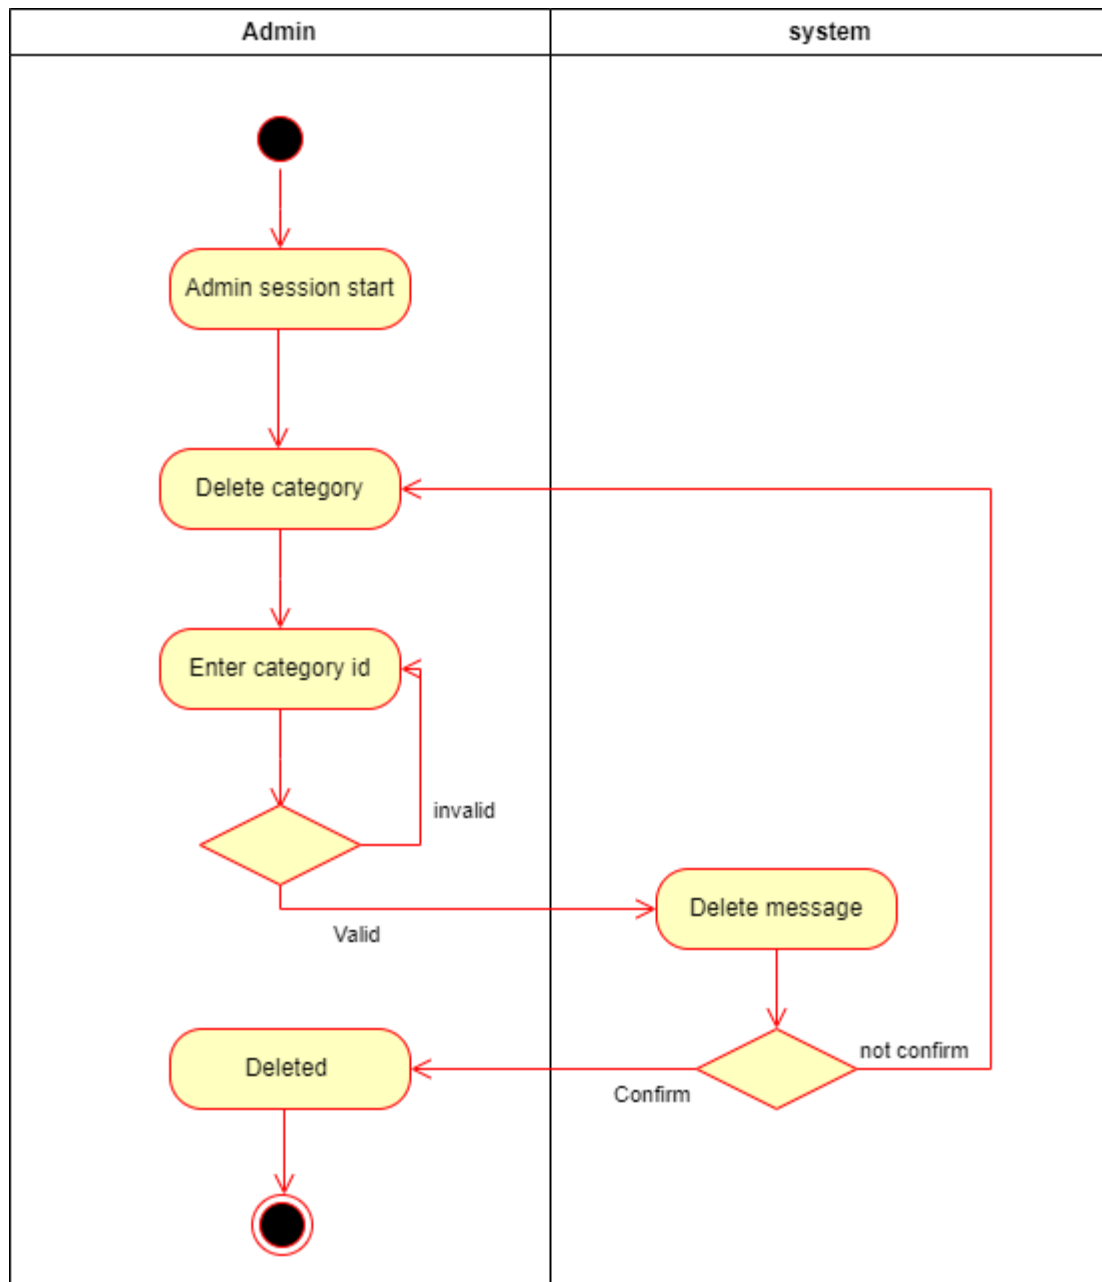 Admin
system
Admin session start
Delete category
Enter category id
invalid
Delete message
Valid
not confirm
Deleted
Confirm